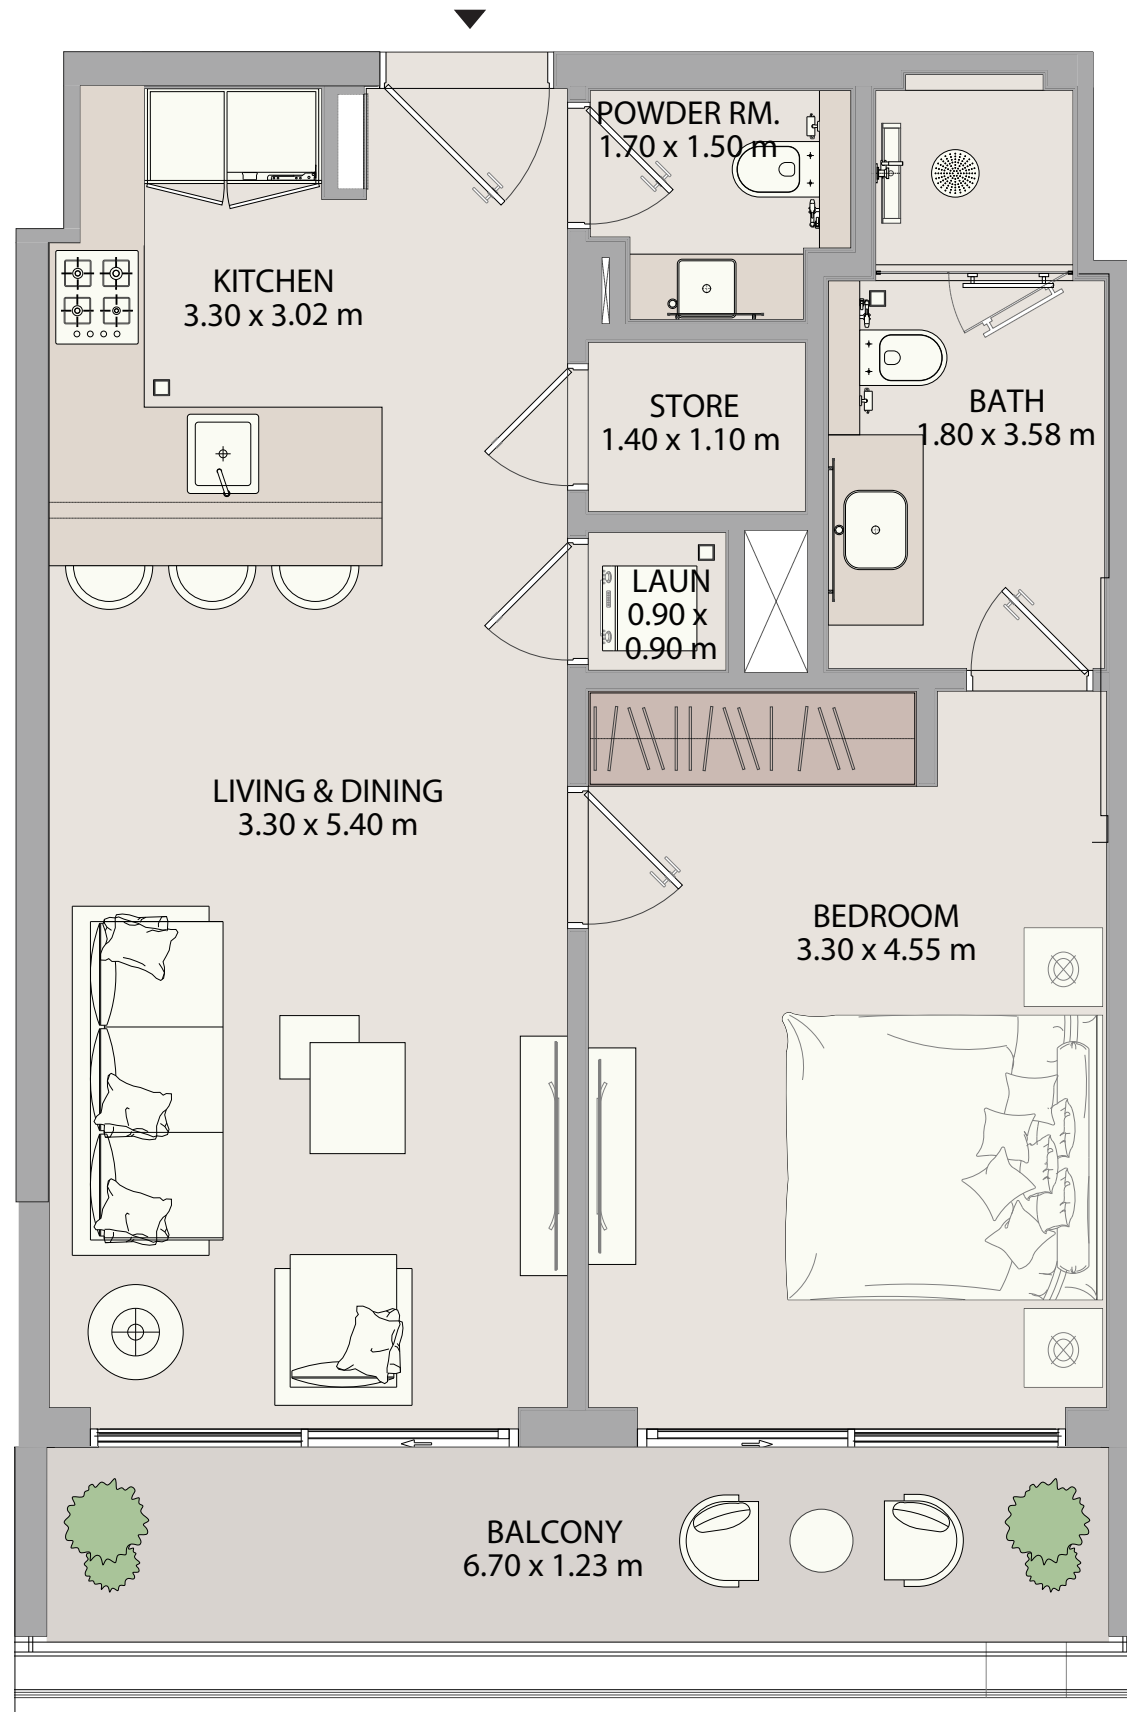 POWDER RM.
1.70 x 1.50 m
KITCHEN
3.30 x 3.02 m
STORE
1.40 x 1.10 m
BATH
1.80 x 3.58 m
LAUN
0.90 x
0.90 m
LIVING & DINING
3.30 x 5.40 m
BEDROOM
3.30 x 4.55 m
BALCONY
6.70 x 1.23 m